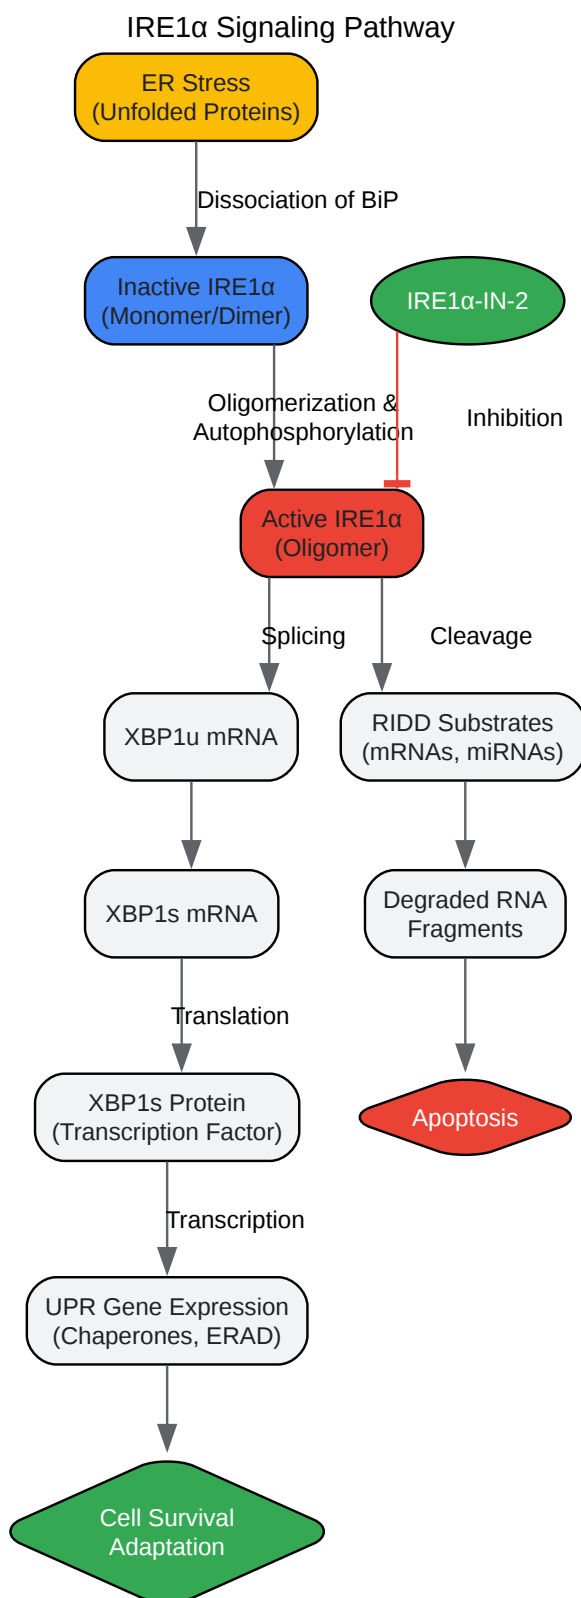 IRE1α Signaling Pathway
ER Stress
(Unfolded Proteins)
Dissociation of BiP
Inactive IRE1α
(Monomer/Dimer)
IRE1α-IN-2
Oligomerization &
Autophosphorylation
Inhibition
Active IRE1α
(Oligomer)
Splicing
Cleavage
XBP1u mRNA
RIDD Substrates
(mRNAs, miRNAs)
XBP1s mRNA
Degraded RNA
Fragments
Translation
XBP1s Protein
(Transcription Factor)
Apoptosis
Transcription
UPR Gene Expression
(Chaperones, ERAD)
Cell Survival
Adaptation